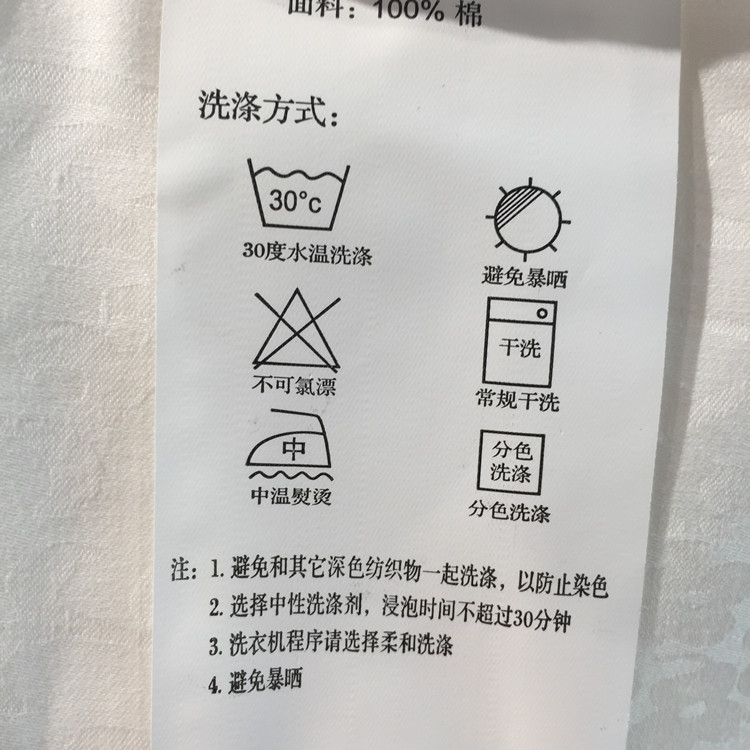 面料：100% 棉
洗涤方式：
30°c
30度水温洗涤
避免暴晒
不可氯漂
干洗
常规干洗
中
中温熨烫
分色
洗涤
分色洗涤
注：1. 避免和其它深色纺织物一起洗涤，以防止染色
2. 选择中性洗涤剂，浸泡时间不超过30分钟
3. 洗衣机程序请选择柔和洗涤
4. 避免暴晒